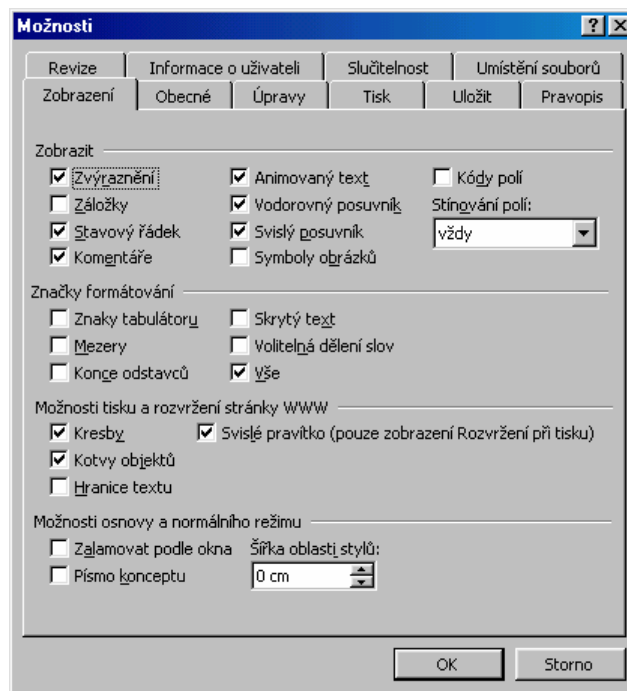 Možnosti
Revize Informace o uživateli Slučitelnost Umístění souborů
Zobrazení Obecné Úpravy Tisk Uložit Pravopis
Zobrazit
Zvýraznění Animovaný text Kódy polí
Záložky Vodorovný posuvník Stínování polí:
Stavový řádek Svislý posuvník vždy
Komentáře Symboly obrázků
Značky formátování
Znaky tabulátoru Skrytý text
Mezery Volitelná dělení slov
Konce odstavců Vše
Možnosti tisku a rozvržení stránky WWW
Kresby Svislé pravítko (pouze zobrazení Rozvržení při tisku)
Kotvy objektů
Hranice textu
Možnosti osnovy a normálního režimu
Zalamovat podle okna Šířka oblasti stylů:
Písmo konceptu 0 cm
OK Storno